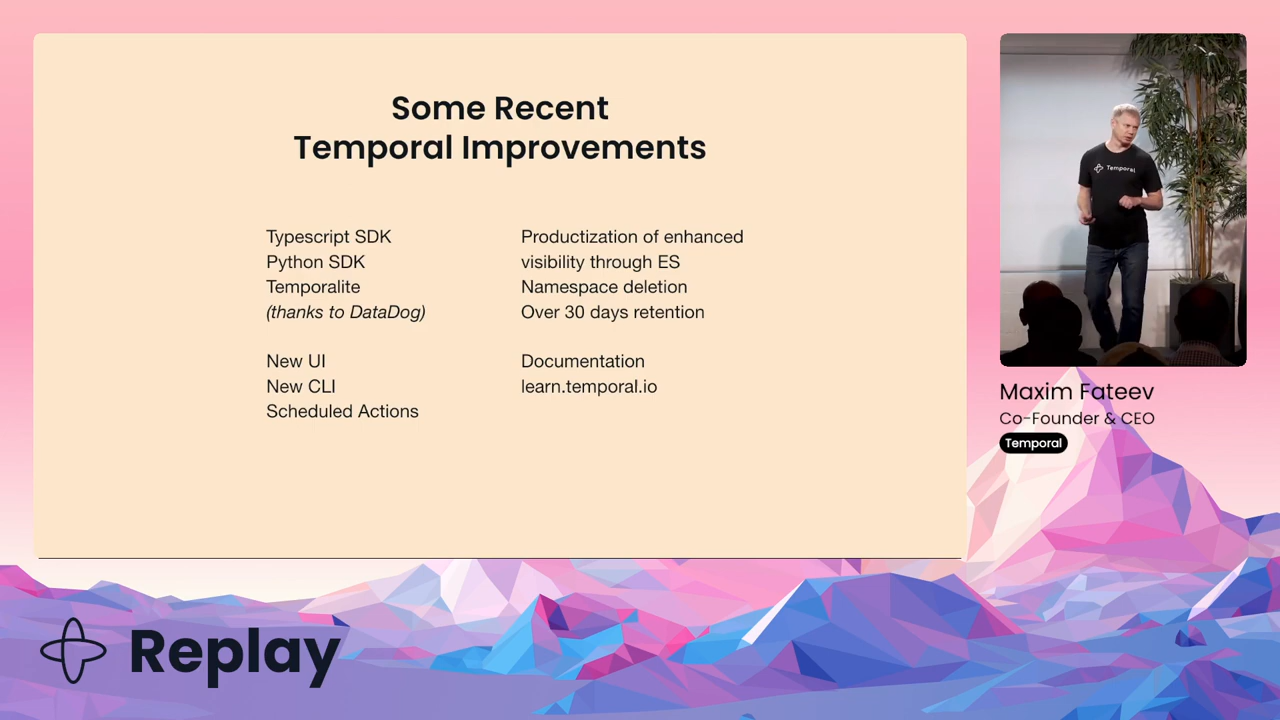 Some Recent
Temporal Improvements
Typescript SDK
Python SDK
Temporalite
(thanks to DataDog)
New UI
New CLI
Scheduled Actions
Productization of enhanced
visibility through ES
Namespace deletion
Over 30 days retention
Documentation
learn.temporal.io
Temporal
Maxim Fateev
Co-Founder & CEO
Temporal
Replay